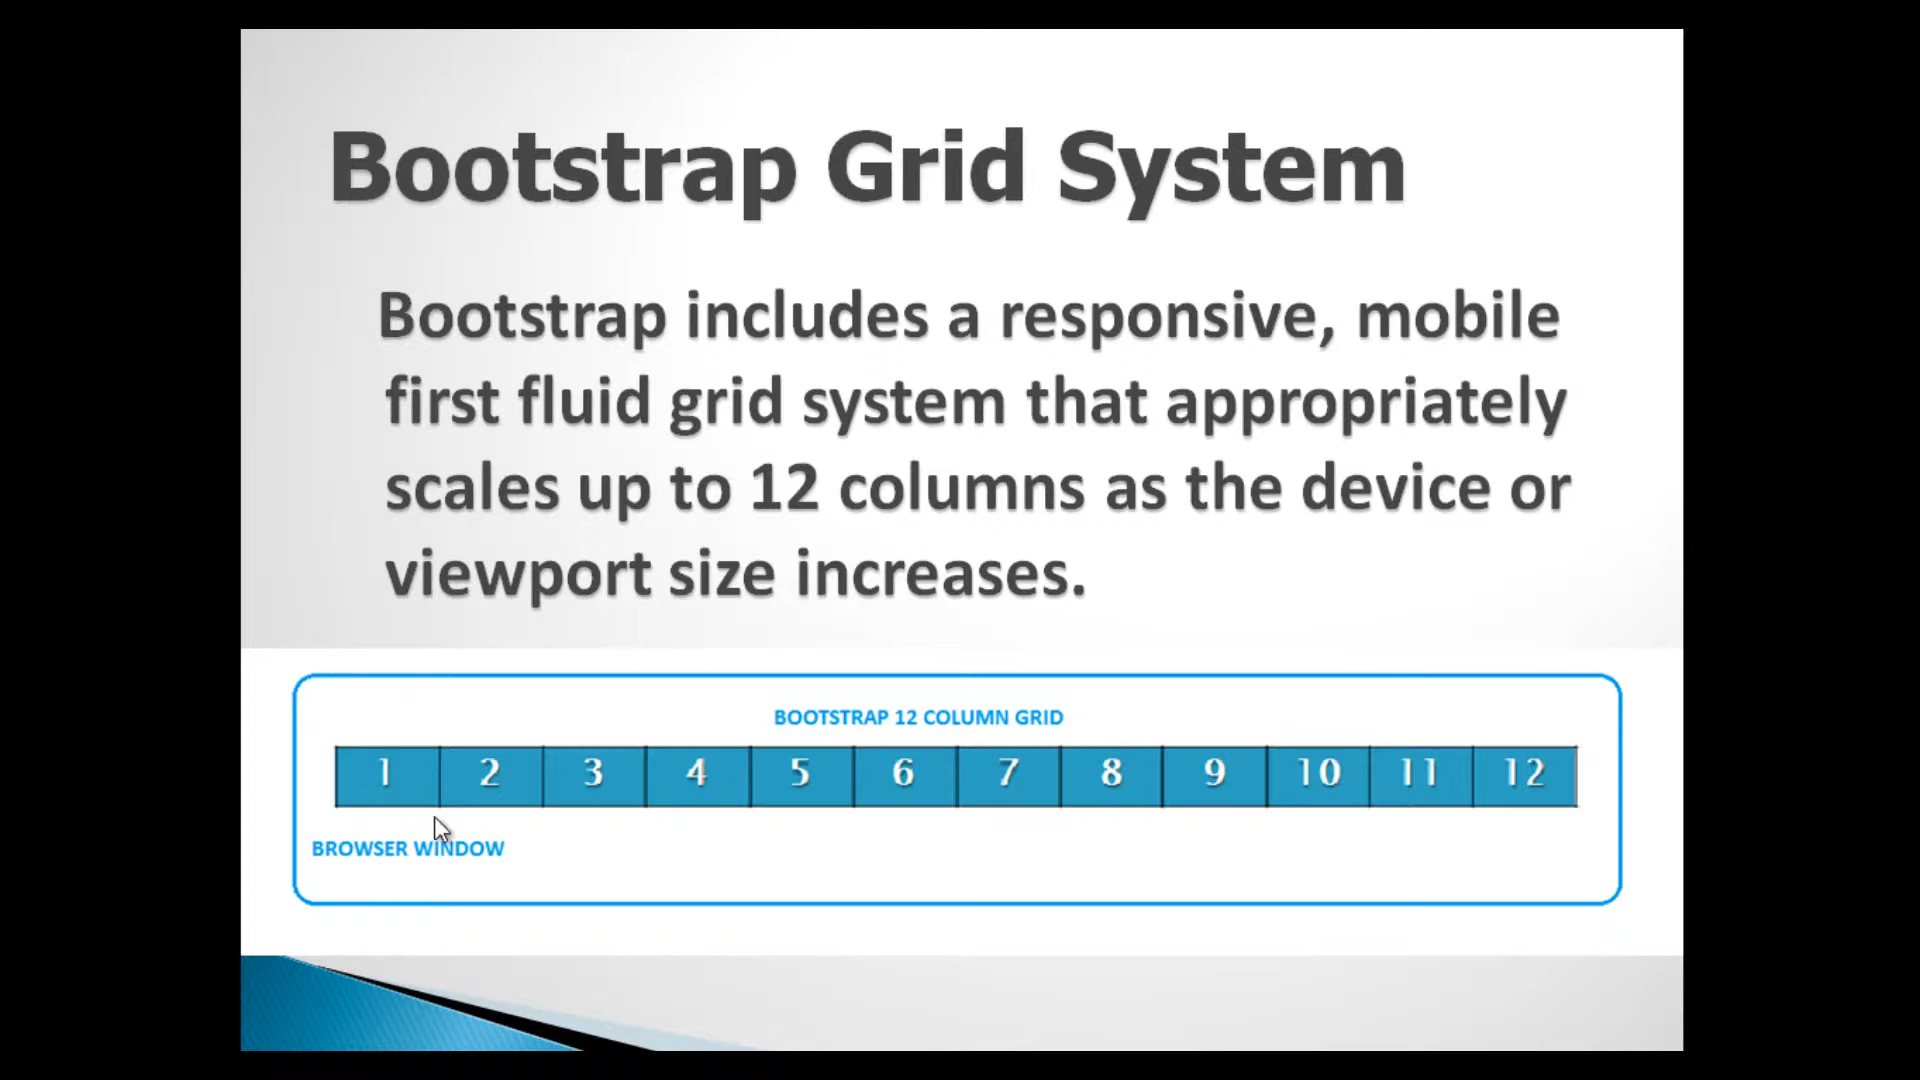 Bootstrap Grid System
Bootstrap includes a responsive, mobile
first fluid grid system that appropriately
scales up to 12 columns as the device or
viewport size increases.
BOOTSTRAP 12 COLUMN GRID
1 2 3 4 5 6 7 8 9 10 11 12
BROWSER WINDOW